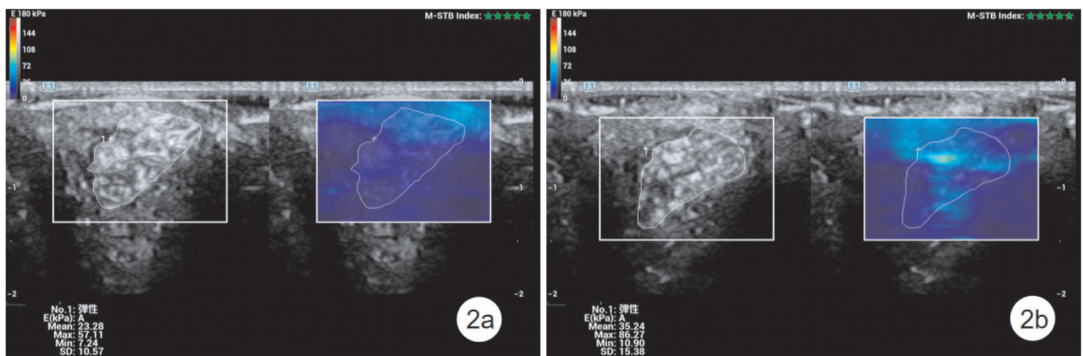 E 180 kPa
M-STB Index:
144
108
72
36
0
0
-1
-2
1
No.1: 弹性
E(kPa): A
Mean: 23.28
Max: 57.11
Min: 7.24
SD: 10.57
2a
E 180 kPa
M-STB Index:
144
108
72
36
0
0
-1
-2
1
No.1: 弹性
E(kPa): A
Mean: 35.24
Max: 86.27
Min: 10.90
SD: 15.38
2b